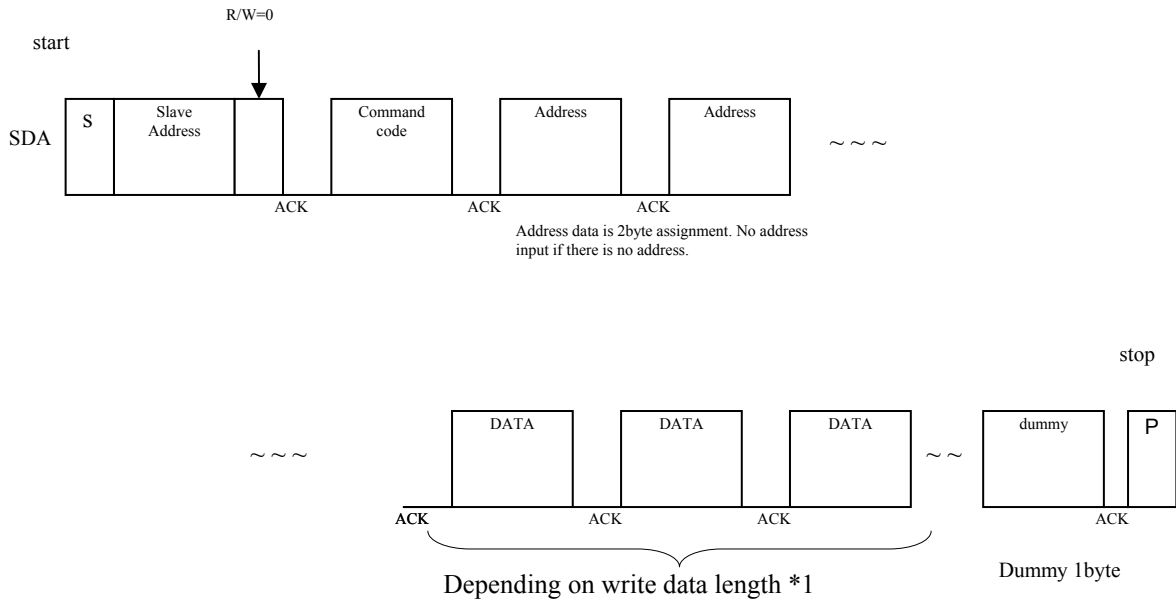 R/W=0
start
SDA
S
Slave
Address
Command
code
Address
Address
~ ~ ~
ACK
ACK
ACK
Address data is 2byte assignment. No address
input if there is no address.
stop
~ ~ ~
DATA
DATA
DATA
~ ~
dummy
P
ACK
ACK
ACK
ACK
Depending on write data length *1
Dummy 1byte